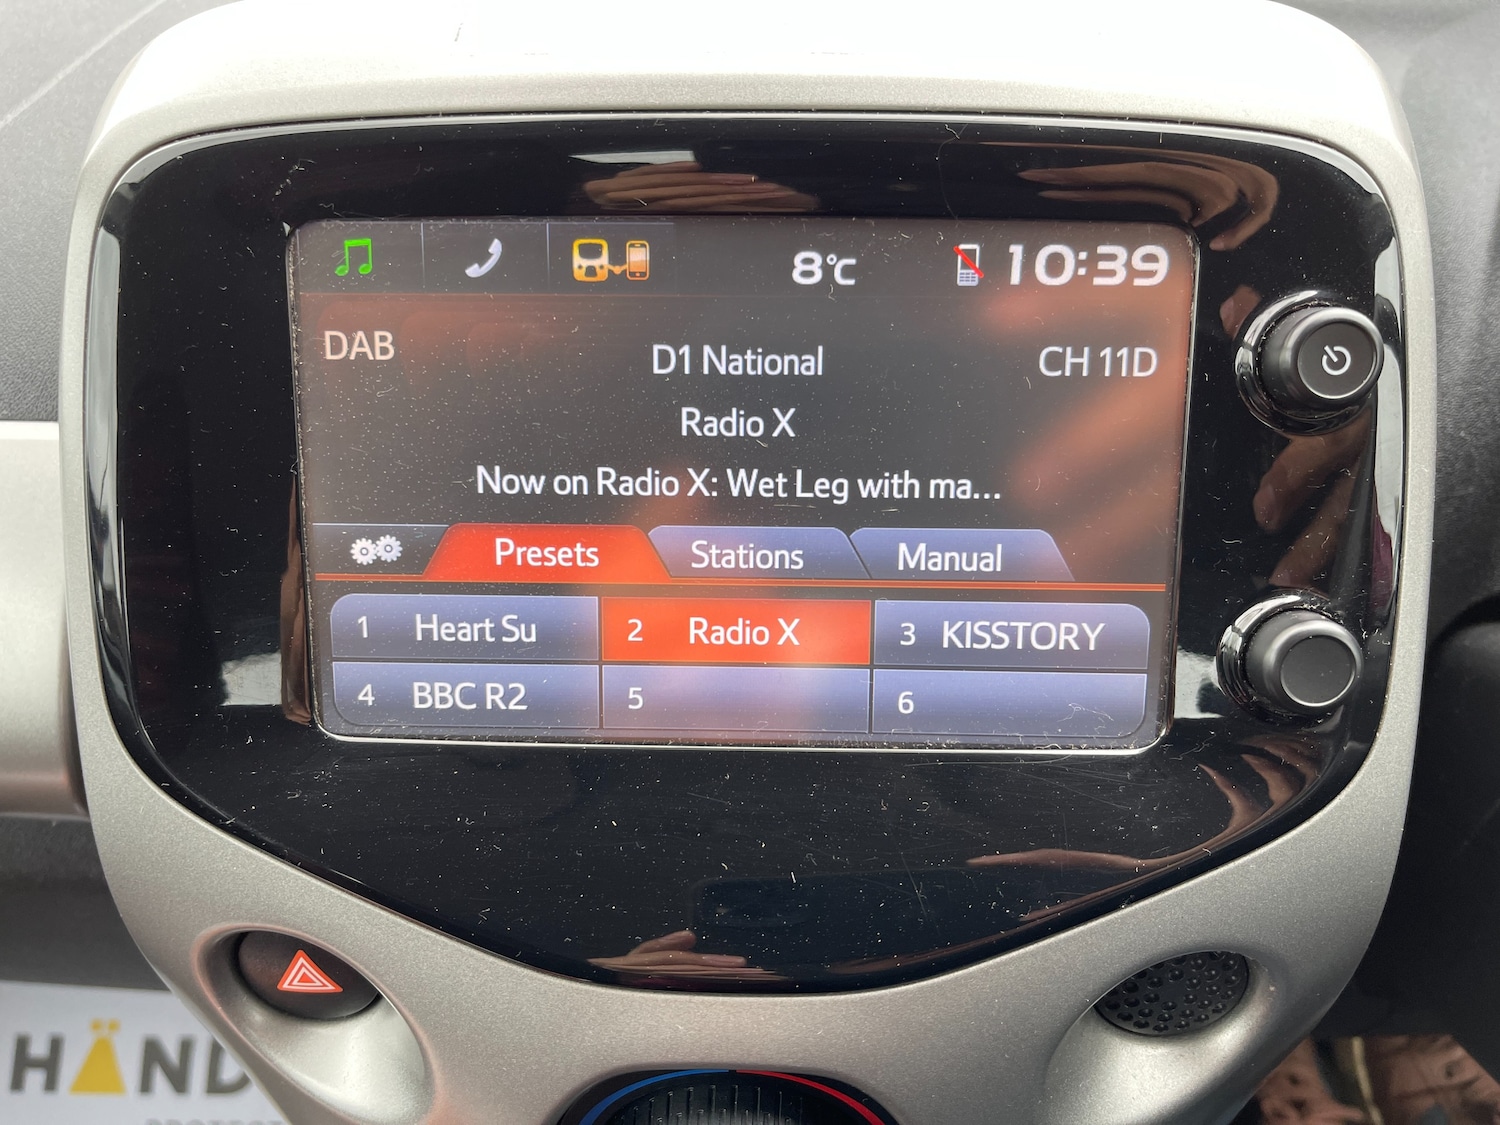 8°C 10:39
DAB
D1 National CH 11D
Radio X
Now on Radio X: Wet Leg with ma...
Presets Stations Manual
1 Heart Su 2 Radio X 3 KISSTORY
4 BBC R2 5 6
HÄND